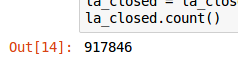 la_closed = la_clos
la_closed.count()
Out[14]: 917846